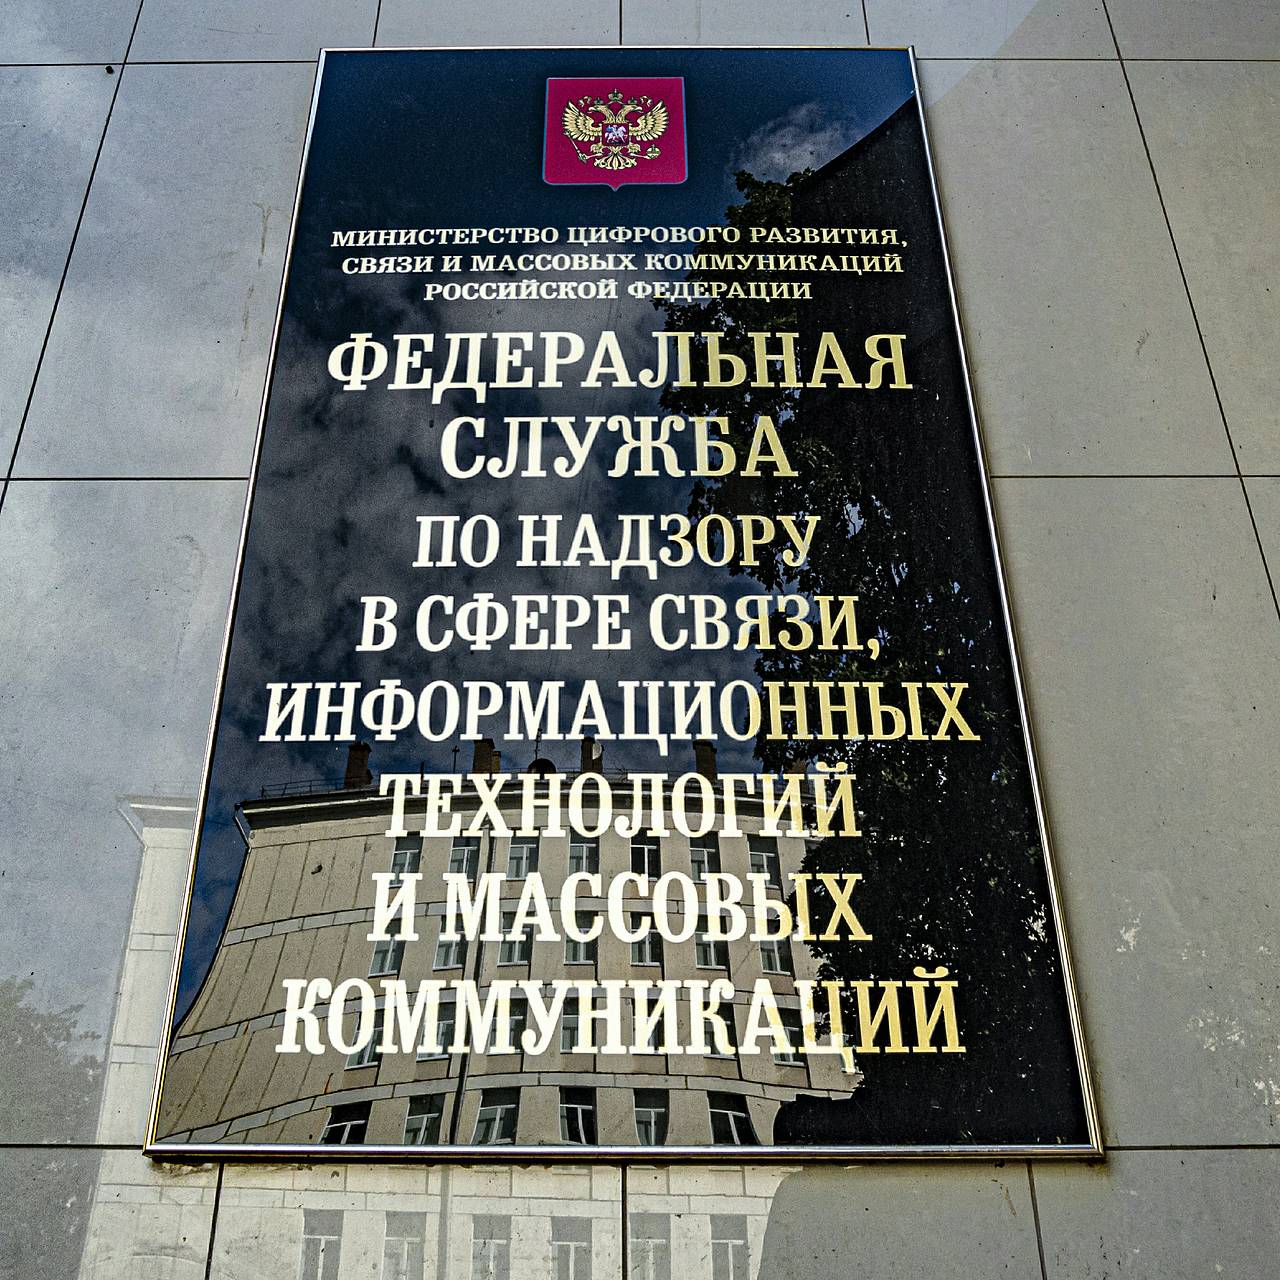 МИНИСТЕРСТВО ЦИФРОВОГО РАЗВИТИЯ,
СВЯЗИ И МАССОВЫХ КОММУНИКАЦИЙ
РОССИЙСКОЙ ФЕДЕРАЦИИ
ФЕДЕРАЛЬНАЯ
СЛУЖБА
ПО НАДЗОРУ
В СФЕРЕ СВЯЗИ,
ИНФОРМАЦИОННЫХ
ТЕХНОЛОГИЙ
И МАССОВЫХ
КОММУНИКАЦИЙ